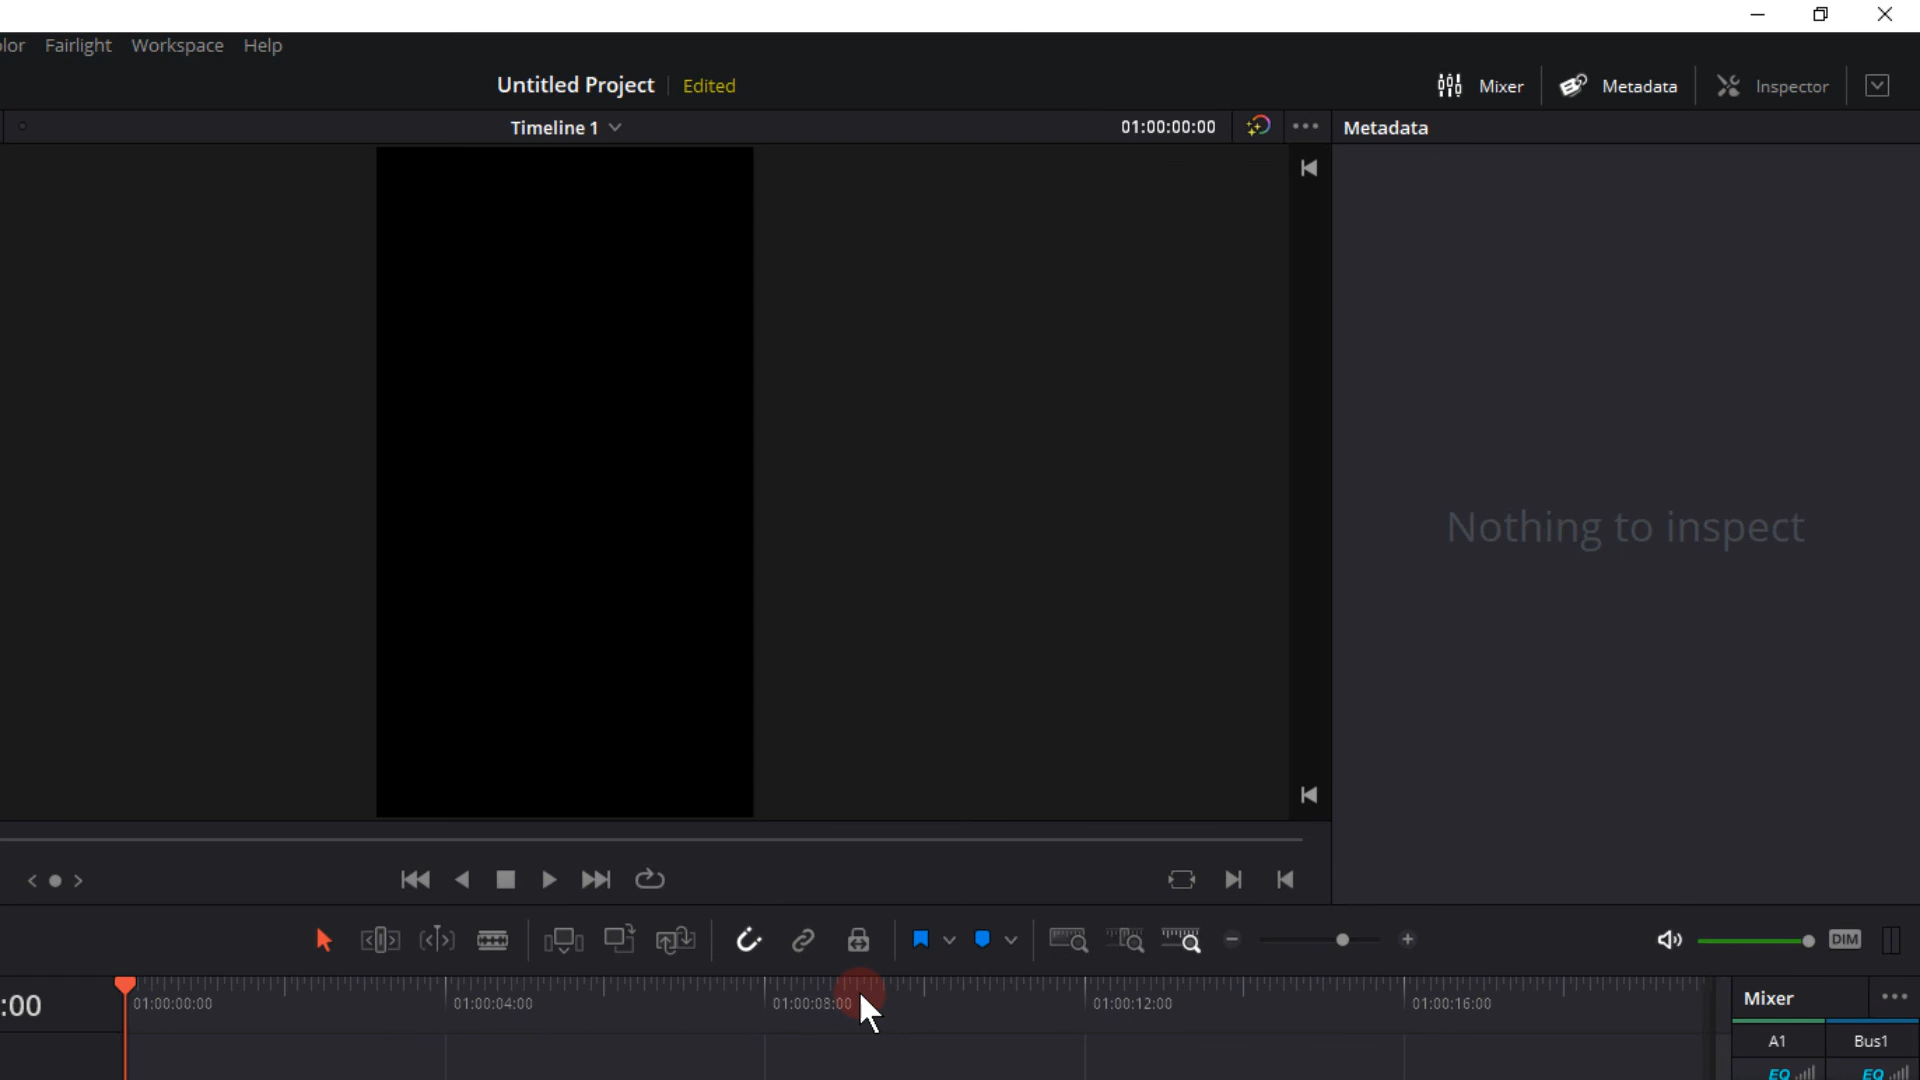 olor Fairlight Workspace Help
Untitled Project Edited Mixer Metadata Inspector
Timeline 1 01:00:00:00 Metadata
Nothing to inspect
DIM
:00 01:00:00:00 01:00:04:00 01:00:08:00 01:00:12:00 01:00:16:00 Mixer
A1 Bus1
EQ EQ